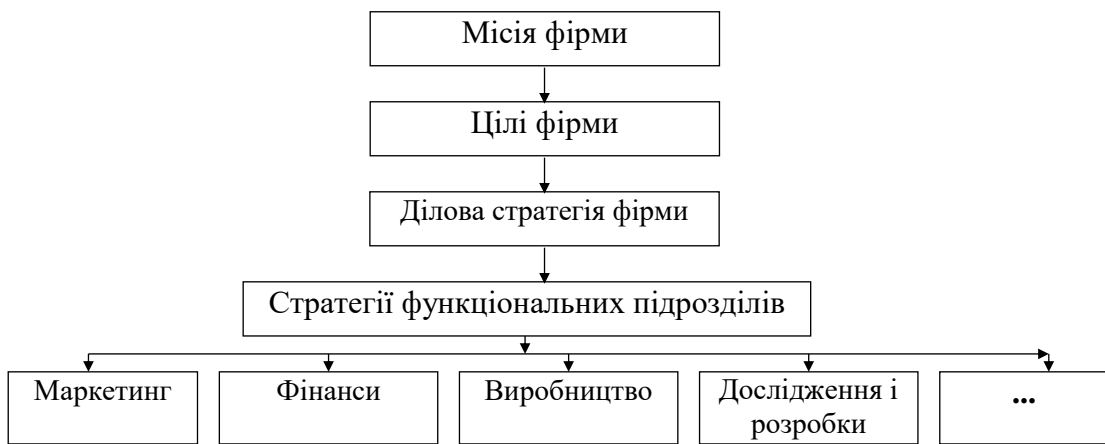 Місія фірми
Цілі фірми
Ділова стратегія фірми
Стратегії функціональних підрозділів
Маркетинг
Фінанси
Виробництво
Дослідження і
розробки
...